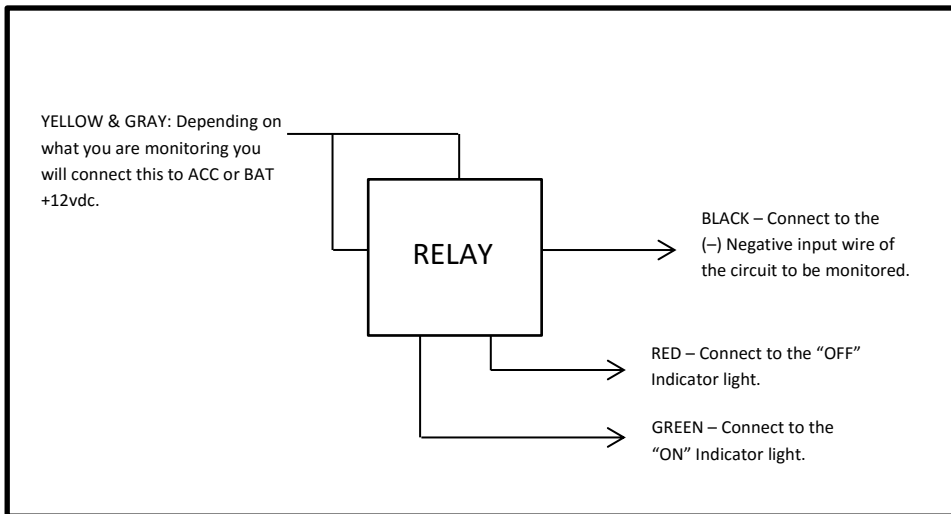 YELLOW & GRAY: Depending on
what you are monitoring you
will connect this to ACC or BAT
+12vdc.
RELAY
BLACK – Connect to the
(–) Negative input wire of
the circuit to be monitored.
RED – Connect to the “OFF”
Indicator light.
GREEN – Connect to the
“ON” Indicator light.